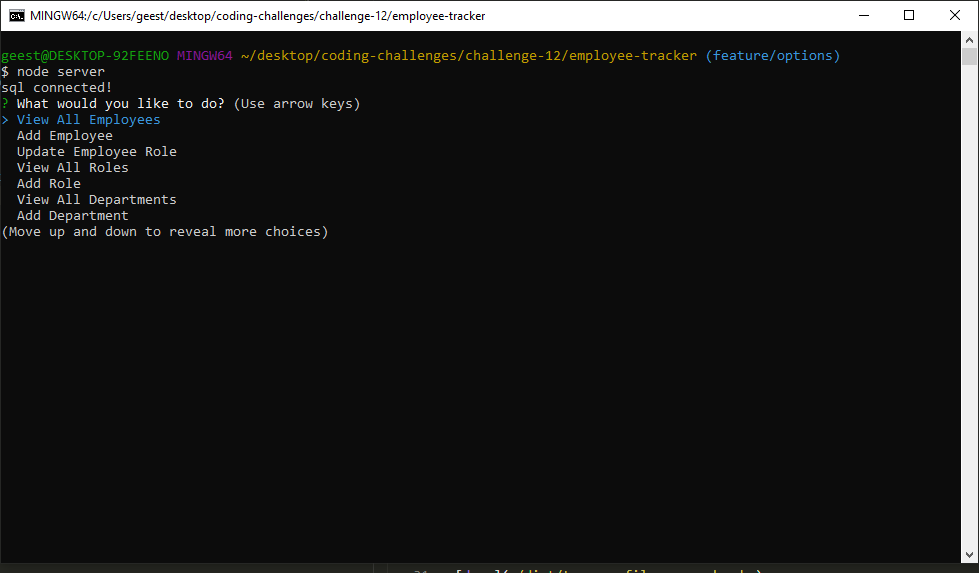 MINGW64:/c/Users/geest/desktop/coding-challenges/challenge-12/employee-tracker
geest@DESKTOP-92FEENO MINGW64 ~/desktop/coding-challenges/challenge-12/employee-tracker (feature/options)
$ node server
sql connected!
? What would you like to do? (Use arrow keys)
> View All Employees
Add Employee
Update Employee Role
View All Roles
Add Role
View All Departments
Add Department
(Move up and down to reveal more choices)